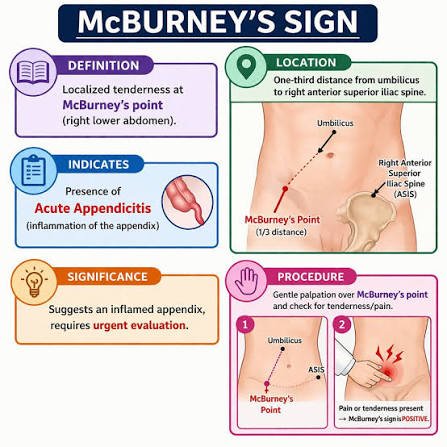 McBURNEY'S SIGN
DEFINITION
Localized tenderness at
McBurney's point
(right lower abdomen).
INDICATES
Presence of
Acute Appendicitis
(inflammation of the appendix)
SIGNIFICANCE
Suggests an inflamed appendix,
requires urgent evaluation.
LOCATION
One-third distance from umbilicus
to right anterior superior iliac spine.
Umbilicus
Right Anterior
Superior
Iliac Spine
(ASIS)
McBurney's Point
(1/3 distance)
PROCEDURE
Gentle palpation over McBurney's point
and check for tenderness/pain.
1
Umbilicus
ASIS
McBurney's
Point
2
Pain or tenderness present
→ McBurney's sign is POSITIVE.